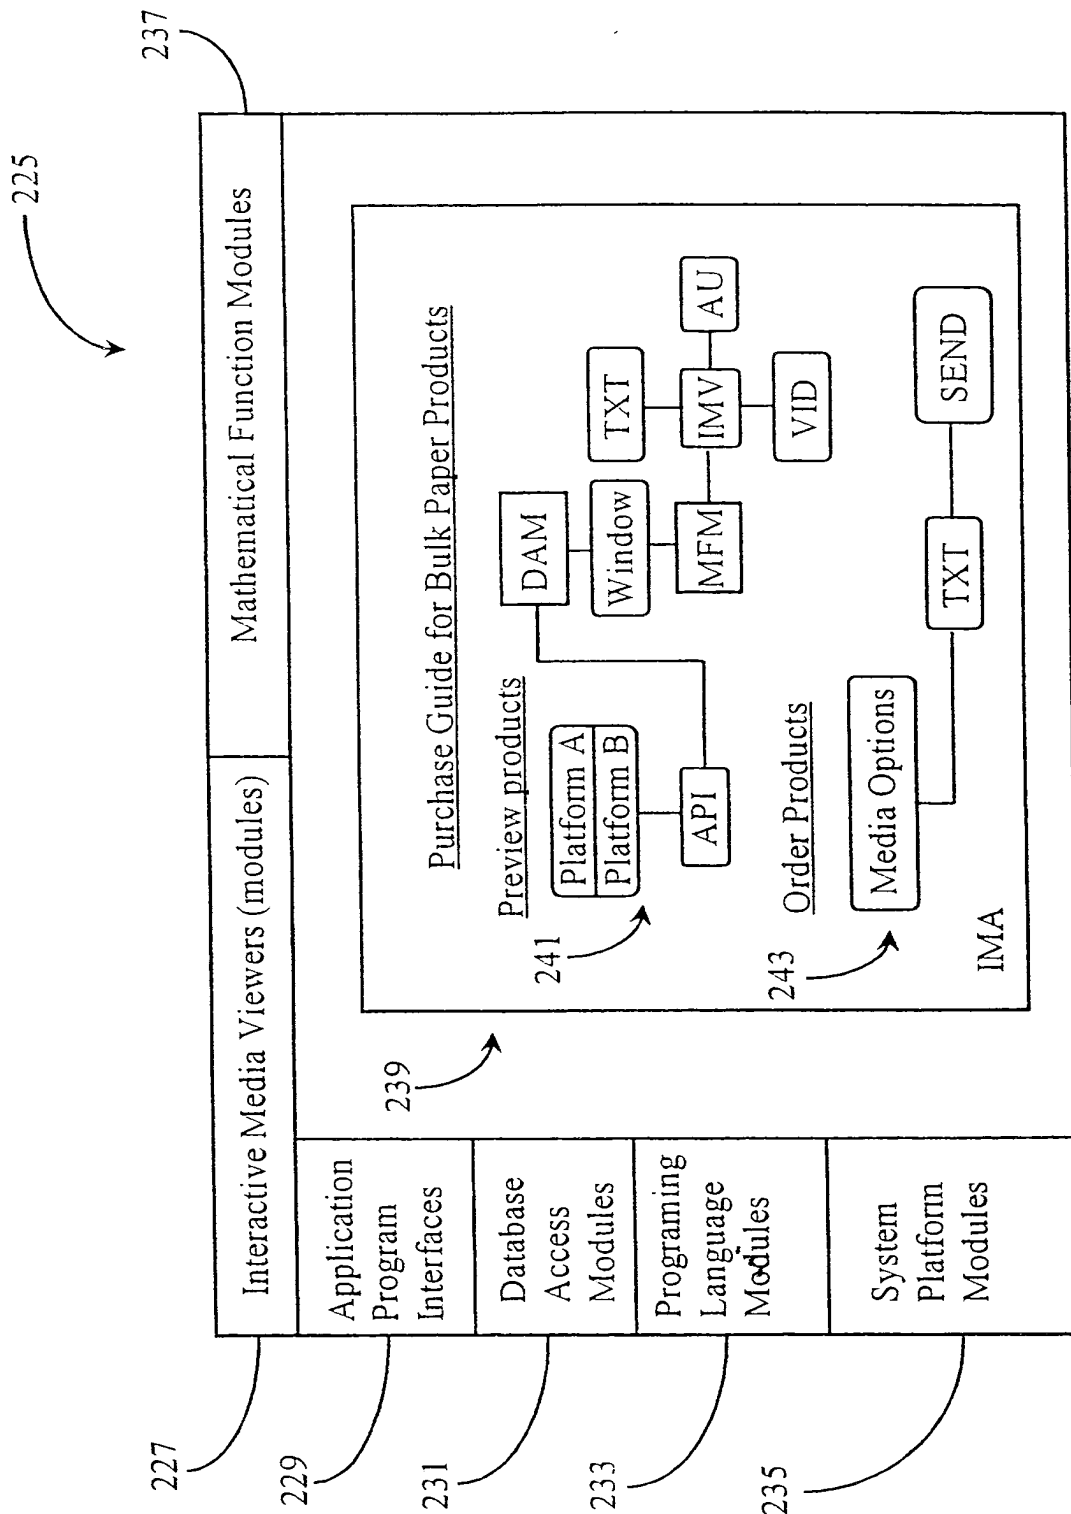 225
237
Interactive Media Viewers (modules)
Mathematical Function Modules
227
229
231
233
235
Application
Program
Interfaces
Database
Access
Modules
Programing
Language
Modules
System
Platform
Modules
239
Purchase Guide for Bulk Paper Products
Preview products
241
Platform A
Platform B
API
DAM
Window
MFM
TXT
IMV
AU
VID
Order Products
243
Media Options
TXT
SEND
IMA